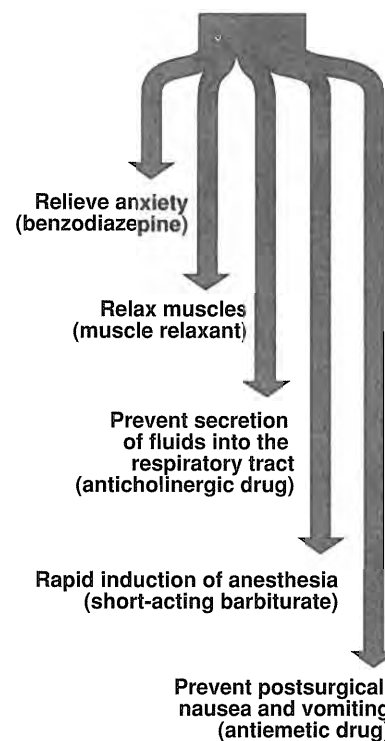 Relieve anxiety
(benzodiazepine)
Relax muscles
(muscle relaxant)
Prevent secretion
of fluids into the
respiratory tract
(anticholinergic drug)
Rapid induction of anesthesia
(short-acting barbiturate)
Prevent postsurgical
nausea and vomiting
(antiemetic drug)